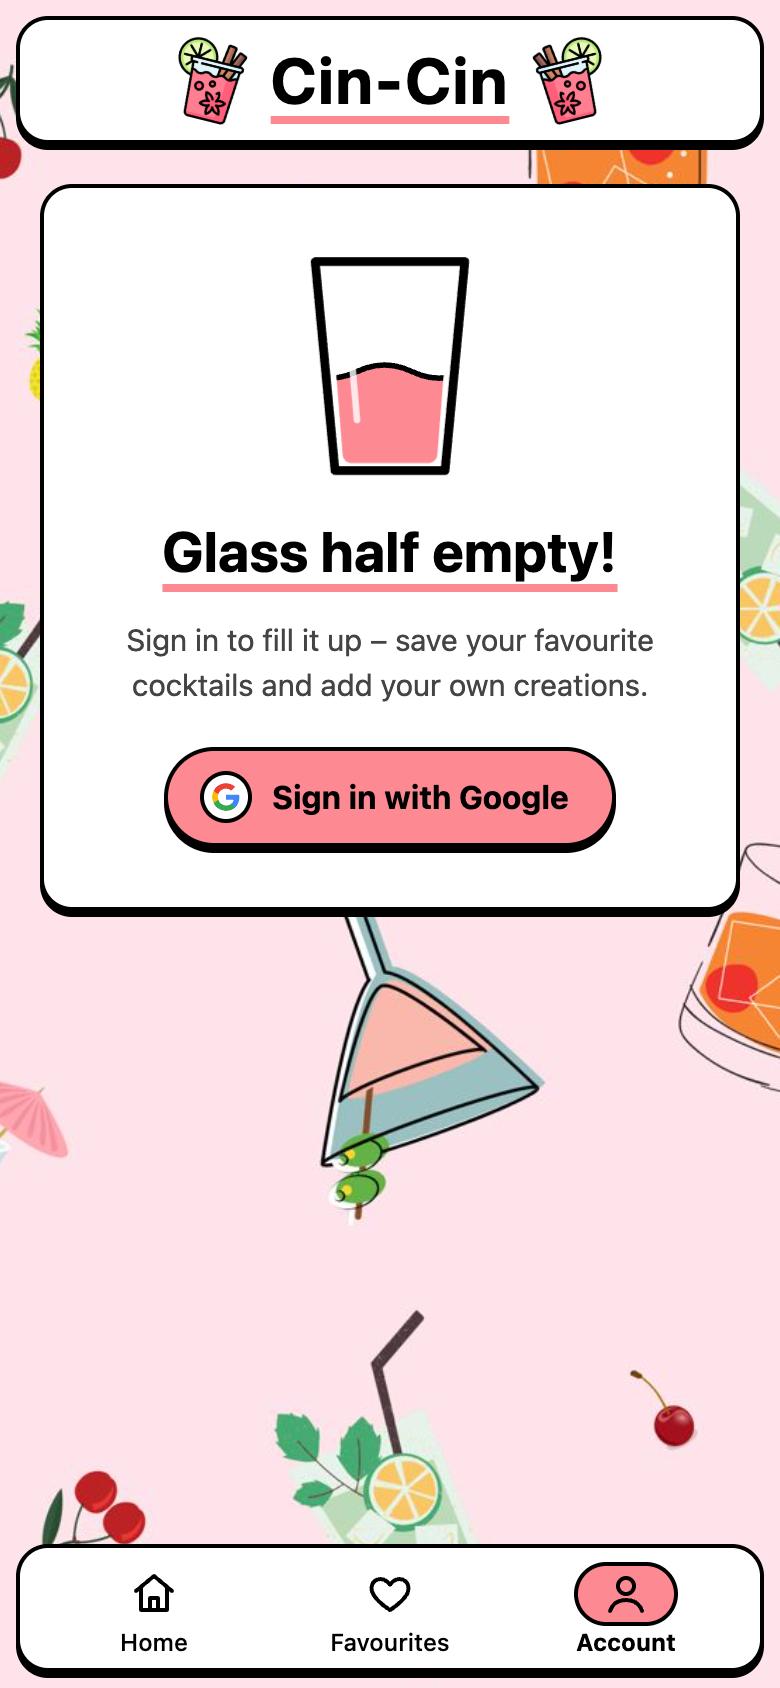 Cin-Cin
Glass half empty!
Sign in to fill it up – save your favourite
cocktails and add your own creations.
Sign in with Google
Home
Favourites
Account